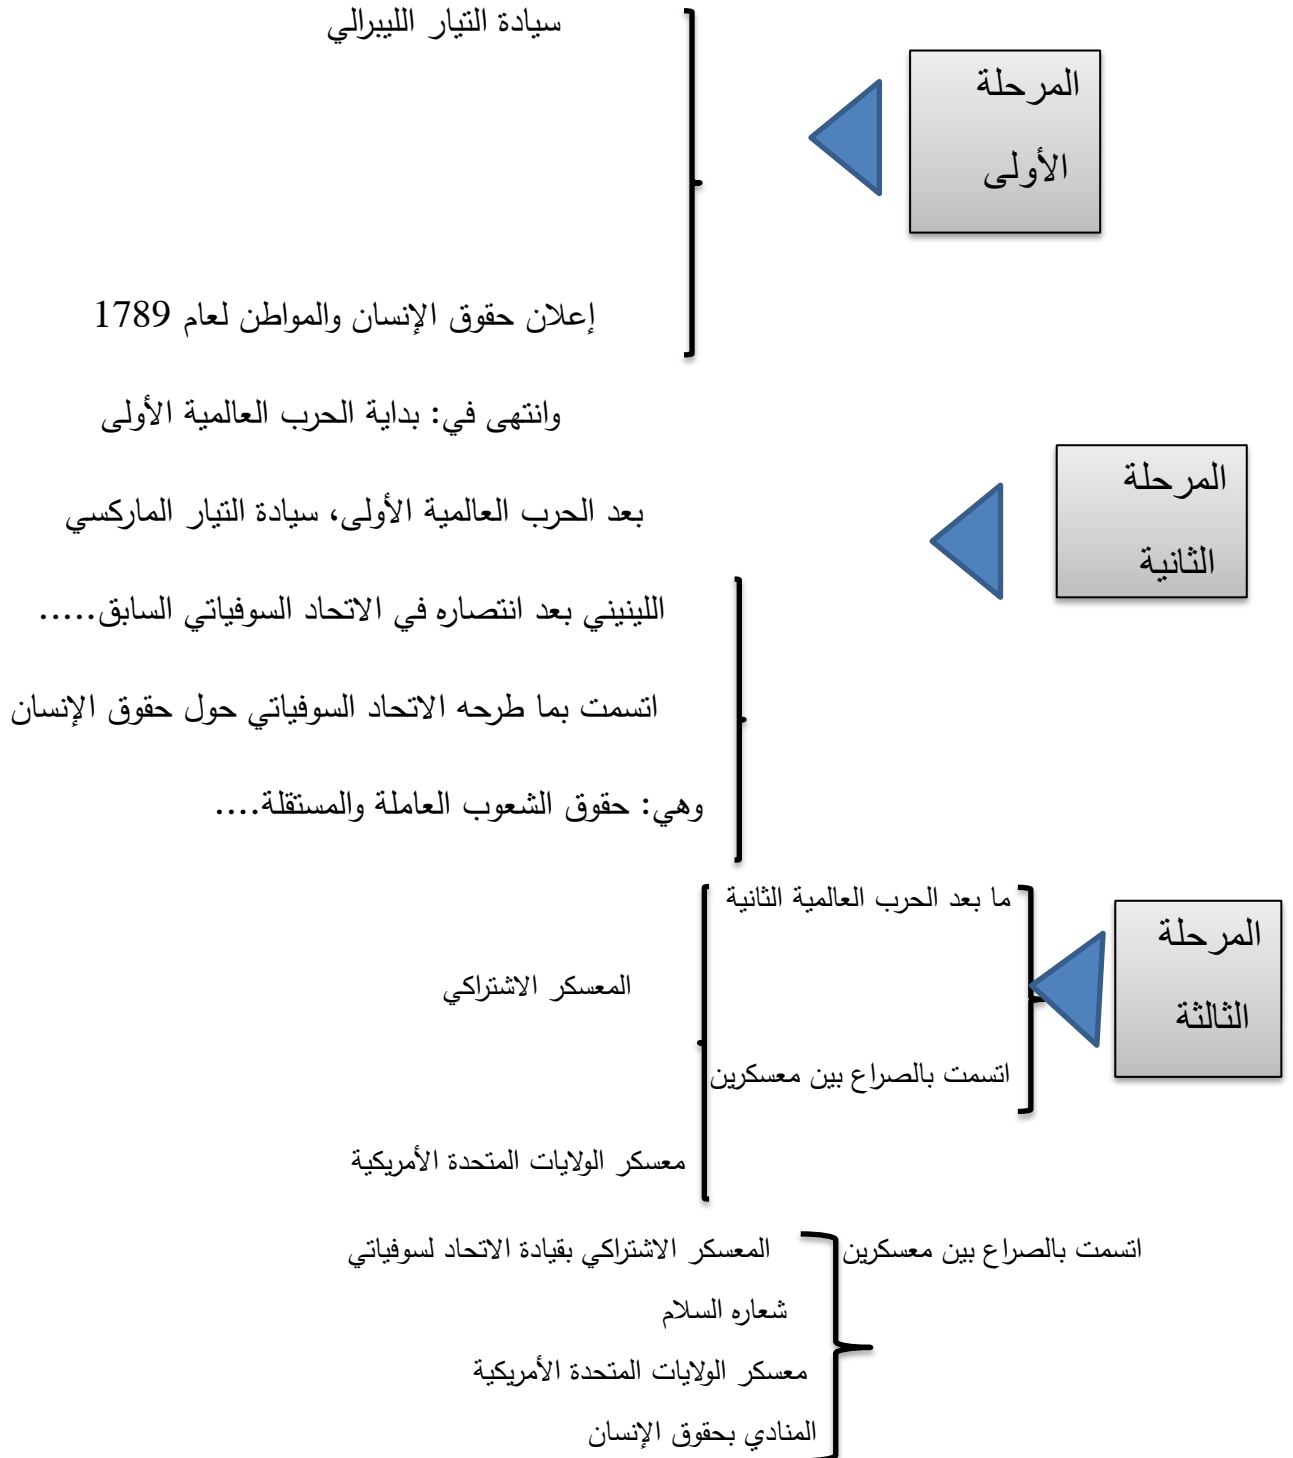 المرحلة
الأولى
سيادة التيار الليبرالي
إعلان حقوق الإنسان والمواطن لعام 1789
وانتهى في: بداية الحرب العالمية الأولى
المرحلة
الثانية
بعد الحرب العالمية الأولى، سيادة التيار الماركسي
اللينيني بعد انتصاره في الاتحاد السوفياتي السابق.....
اتسمت بما طرحه الاتحاد السوفياتي حول حقوق الإنسان
وهي: حقوق الشعوب العاملة والمستقلة....
المرحلة
الثالثة
ما بعد الحرب العالمية الثانية
اتسمت بالصراع بين معسكرين
المعسكر الاشتراكي
معسكر الولايات المتحدة الأمريكية
اتسمت بالصراع بين معسكرين
المعسكر الاشتراكي بقيادة الاتحاد لسوفياتي
شعاره السلام
معسكر الولايات المتحدة الأمريكية
المنادي بحقوق الإنسان